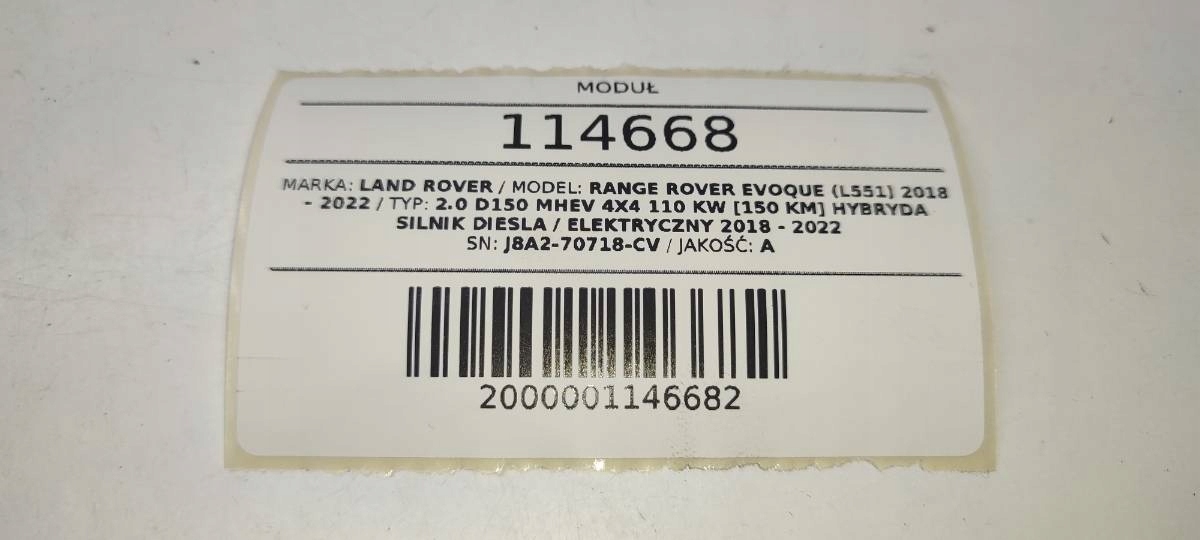 MODUŁ
114668
MARKA: LAND ROVER / MODEL: RANGE ROVER EVOQUE (L551) 2018
- 2022 / TYP: 2.0 D150 MHEV 4X4 110 KW [150 KM] HYBRYDA
SILNIK DIESLA / ELEKTRYCZNY 2018 - 2022
SN: J8A2-70718-CV / JAKOŚĆ: A
2000001146682